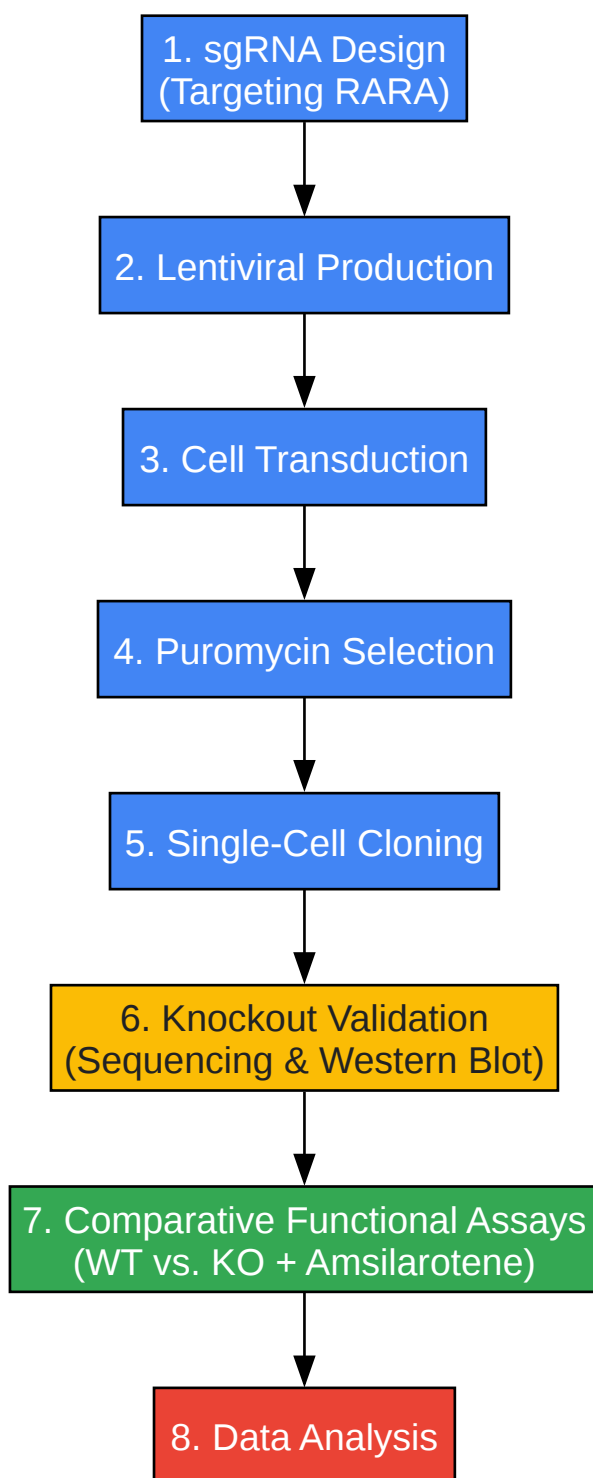 1. sgRNA Design
(Targeting RARA)
2. Lentiviral Production
3. Cell Transduction
4. Puromycin Selection
5. Single-Cell Cloning
6. Knockout Validation
(Sequencing & Western Blot)
7. Comparative Functional Assays
(WT vs. KO + Amsilarotene)
8. Data Analysis